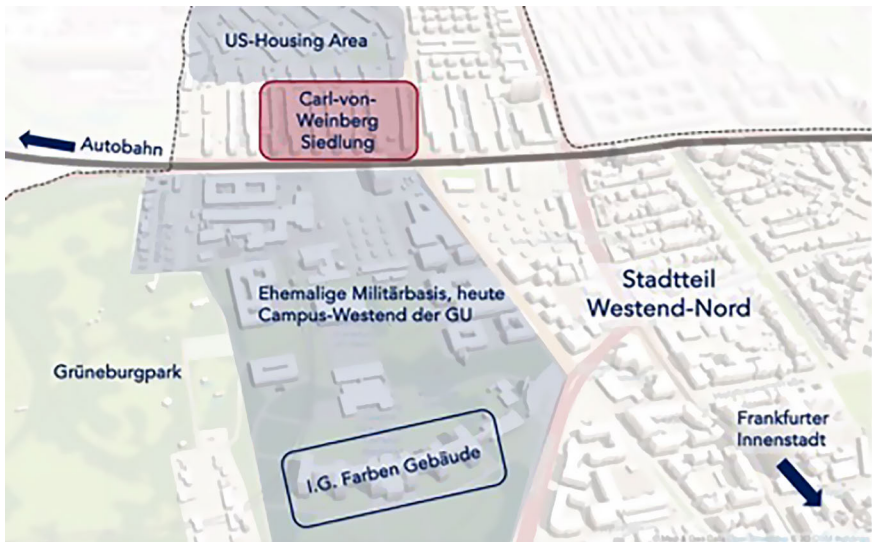 US-Housing Area
Carl-von-
Weinberg
Siedlung
Autobahn
Ehemalige Militärbasis, heute
Campus-Westend der GU
Stadtteil
Westend-Nord
Grüneburgpark
Frankfurter
Innenstadt
I.G. Farben Gebäude